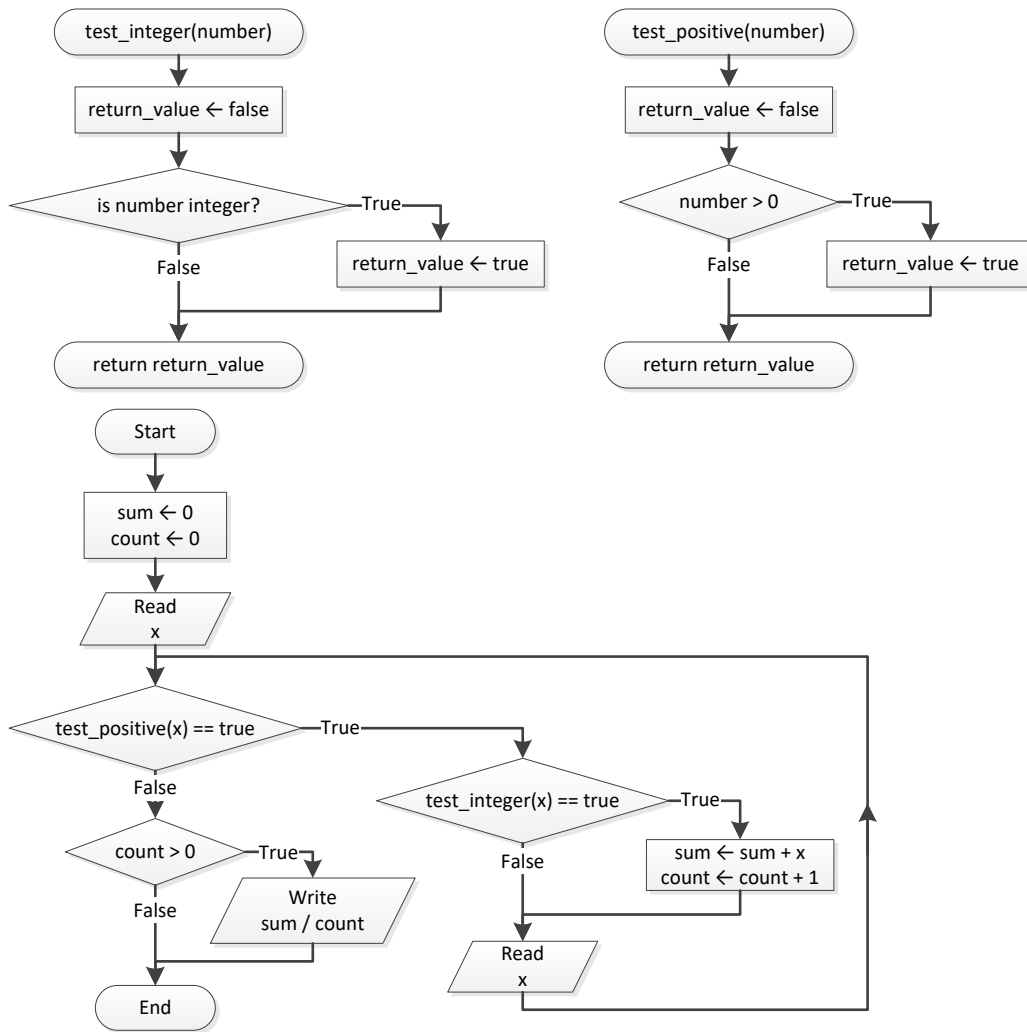 test_integer(number)
return_value ← false
is number integer?
True
return_value ← true
False
return return_value
test_positive(number)
return_value ← false
number > 0
True
return_value ← true
False
return return_value
Start
sum ← 0
count ← 0
Read
x
test_positive(x) == true
True
False
test_integer(x) == true
True
sum ← sum + x
count ← count + 1
False
Read
x
count > 0
True
Write
sum / count
False
End